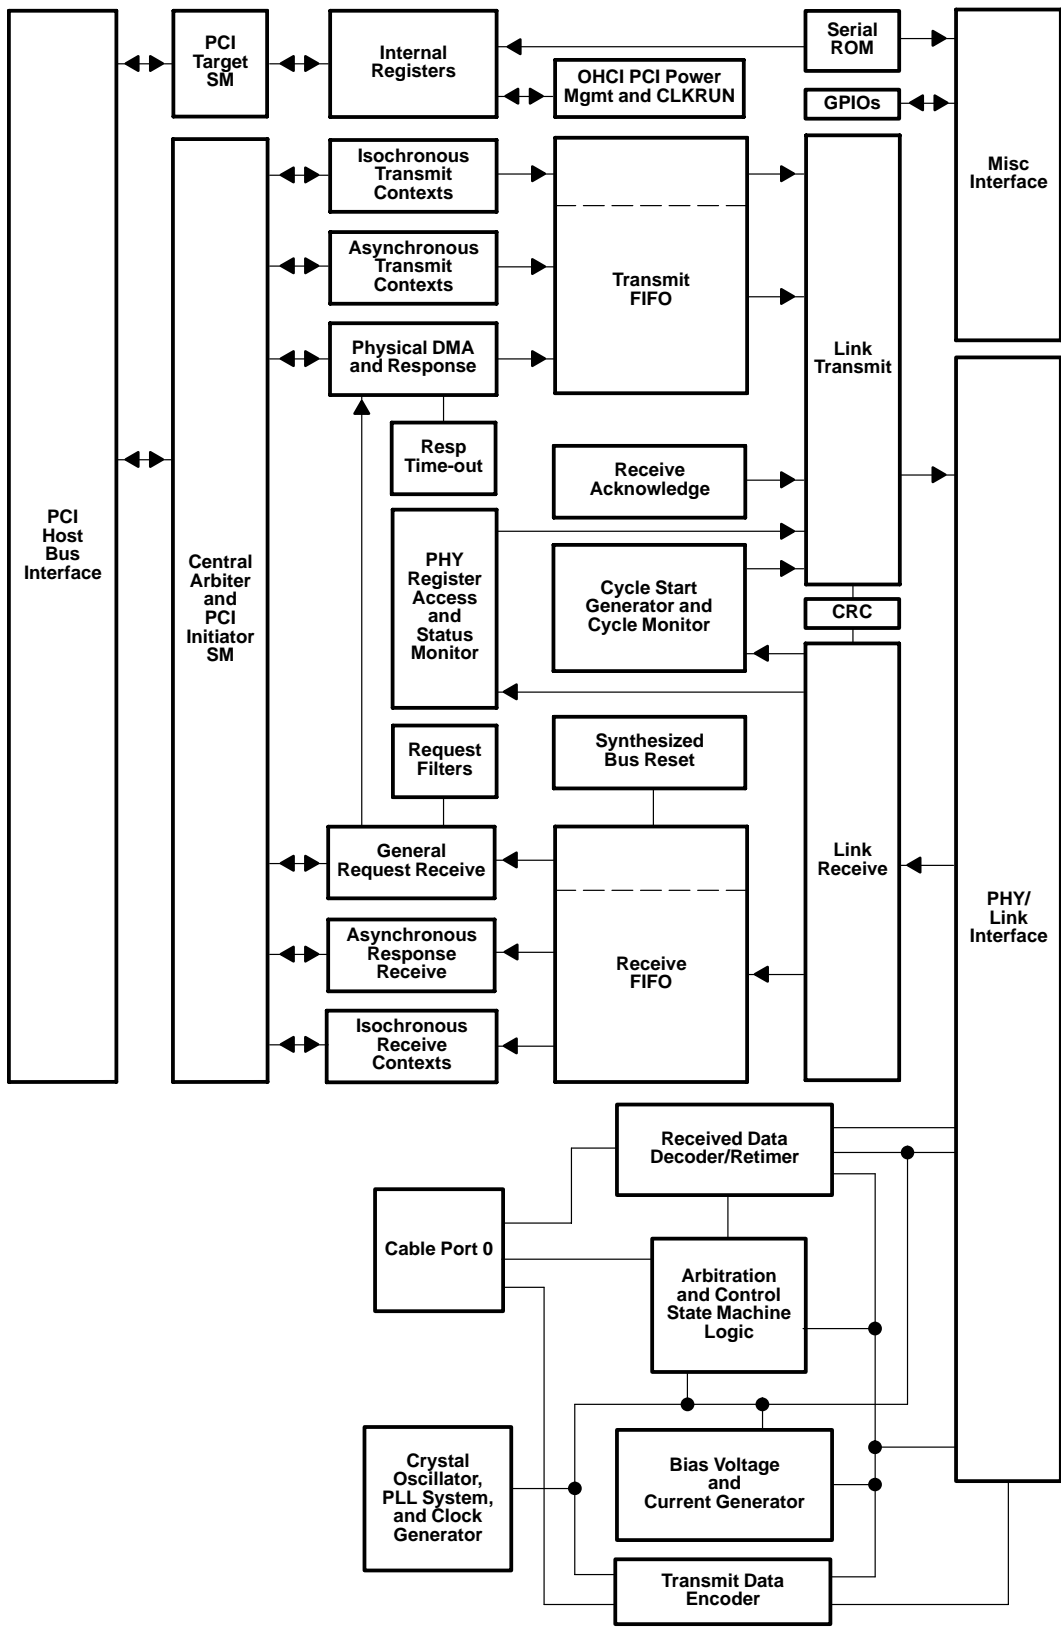 PCI
Target
SM
Internal
Registers
Serial
ROM
OHCI PCI Power
Mgmt and CLKRUN
GPIOs
Misc
Interface
Isochronous
Transmit
Contexts
Asynchronous
Transmit
Contexts
Transmit
FIFO
Physical DMA
and Response
Link
Transmit
Resp
Time-out
Receive
Acknowledge
PCI
Host
Bus
Interface
Central
Arbiter
and
PCI
Initiator
SM
PHY
Register
Access
and
Status
Monitor
Cycle Start
Generator and
Cycle Monitor
CRC
Request
Filters
Synthesized
Bus Reset
General
Request Receive
Link
Receive
PHY/
Link
Interface
Asynchronous
Response
Receive
Receive
FIFO
Isochronous
Receive
Contexts
Received Data
Decoder/Retimer
Cable Port 0
Arbitration
and Control
State Machine
Logic
Crystal
Oscillator,
PLL System,
and Clock
Generator
Bias Voltage
and
Current Generator
Transmit Data
Encoder